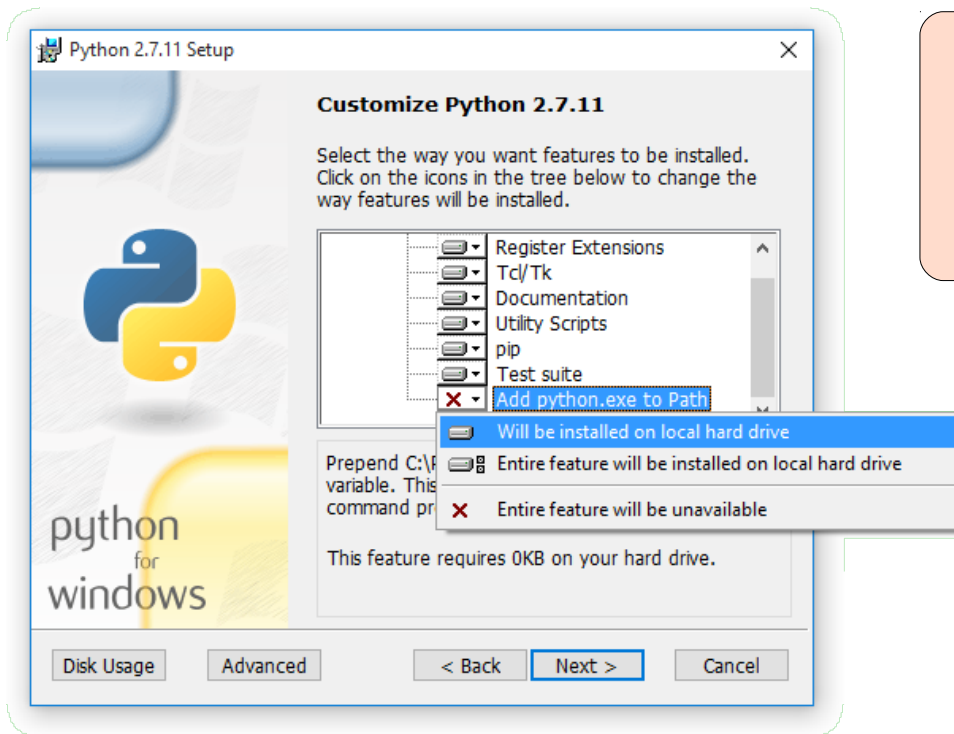 Python 2.7.11 Setup
Customize Python 2.7.11
Select the way you want features to be installed.
Click on the icons in the tree below to change the
way features will be installed.
Register Extensions
Tcl/Tk
Documentation
Utility Scripts
pip
Test suite
Add python.exe to Path
Will be installed on local hard drive
Entire feature will be installed on local hard drive
Entire feature will be unavailable
Prepend C:\
variable. This
command
This feature requires 0KB on your hard drive.
python
for
windows
Disk Usage
Advanced
< Back
Next >
Cancel